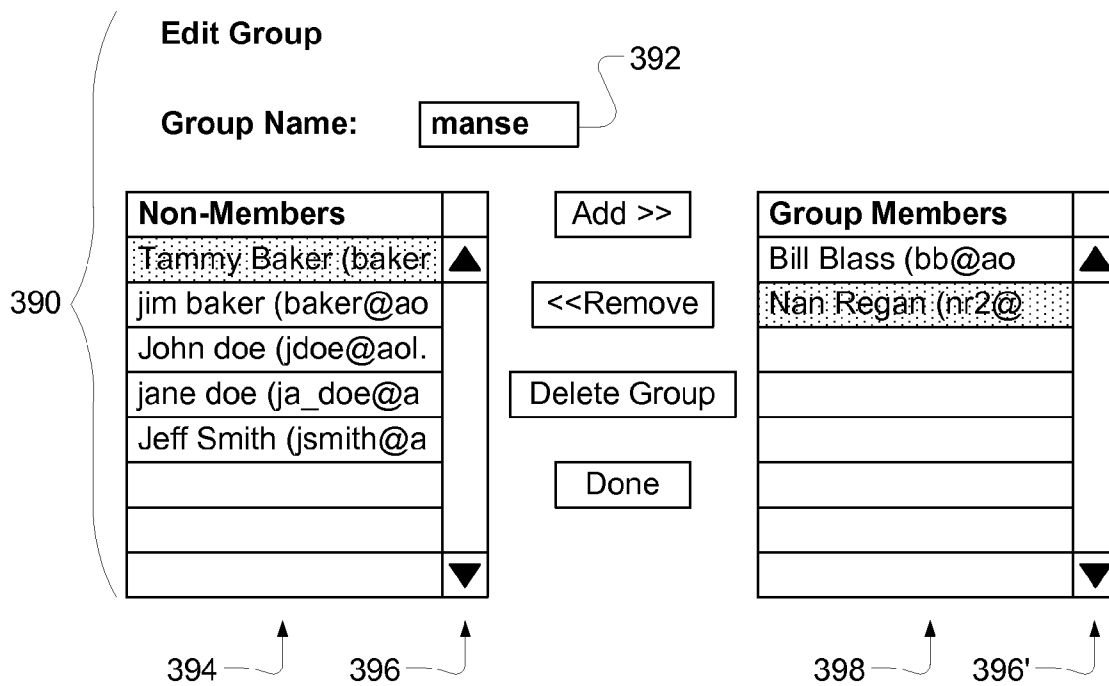 Edit Group
392
Group Name: manse
Non-Members
Add >>
Group Members
Tammy Baker (baker
Bill Blass (bb@ao
390
jim baker (baker@ao
<<Remove
Nan Regan (nr2@
John doe (jdoe@aol.
jane doe (ja_doe@a
Delete Group
Jeff Smith (jsmith@a
Done
394
396
398
396'